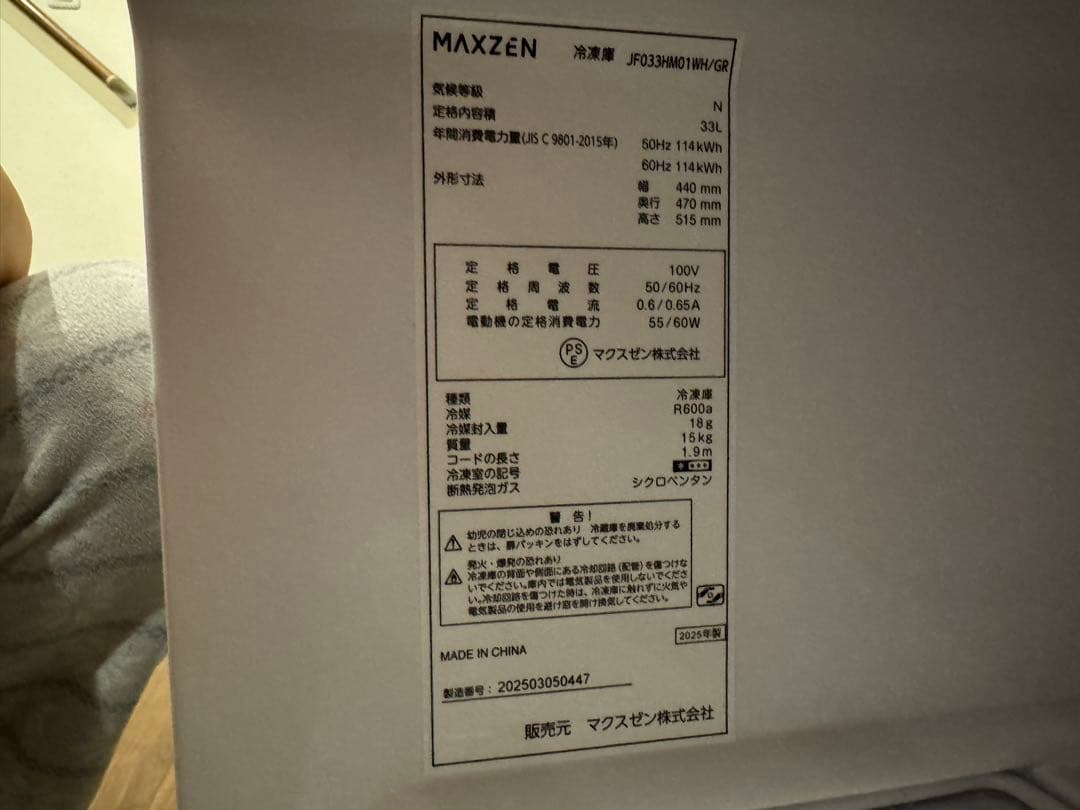 MAXZEN 冷凍庫 JF033HM01WH/GR
気候等級 N
定格内容積 33L
年間消費電力量(JIS C 9801-2015年) 50Hz 114kWh
60Hz 114kWh
外形寸法 幅 440 mm
奥行 470 mm
高さ 515 mm
定格電圧 100V
定格周波数 50/60Hz
定格電流 0.6/0.65A
電動機の定格消費電力 55/60W
PSE マクスゼン株式会社
種類 冷凍庫
冷媒 R600a
冷媒封入量 18g
質量 15kg
コードの長さ 1.9m
冷凍室の記号
断熱発泡ガス シクロペンタン
警告!
幼児の閉じ込めの恐れあり 冷蔵庫を廃棄処分する
ときは、扉パッキンをはずしてください。
発火・爆発の恐れあり
冷凍庫の背面や側面にある冷却回路(配管)を傷つけな
いでください。庫内では電気製品を使用しないでくださ
い。冷却回路を傷つけた時は、冷凍庫に触れずに火気や
電気製品の使用を避け窓を開け換気してください。
2025年製
MADE IN CHINA
製造番号: 202503050447
販売元 マクスゼン株式会社